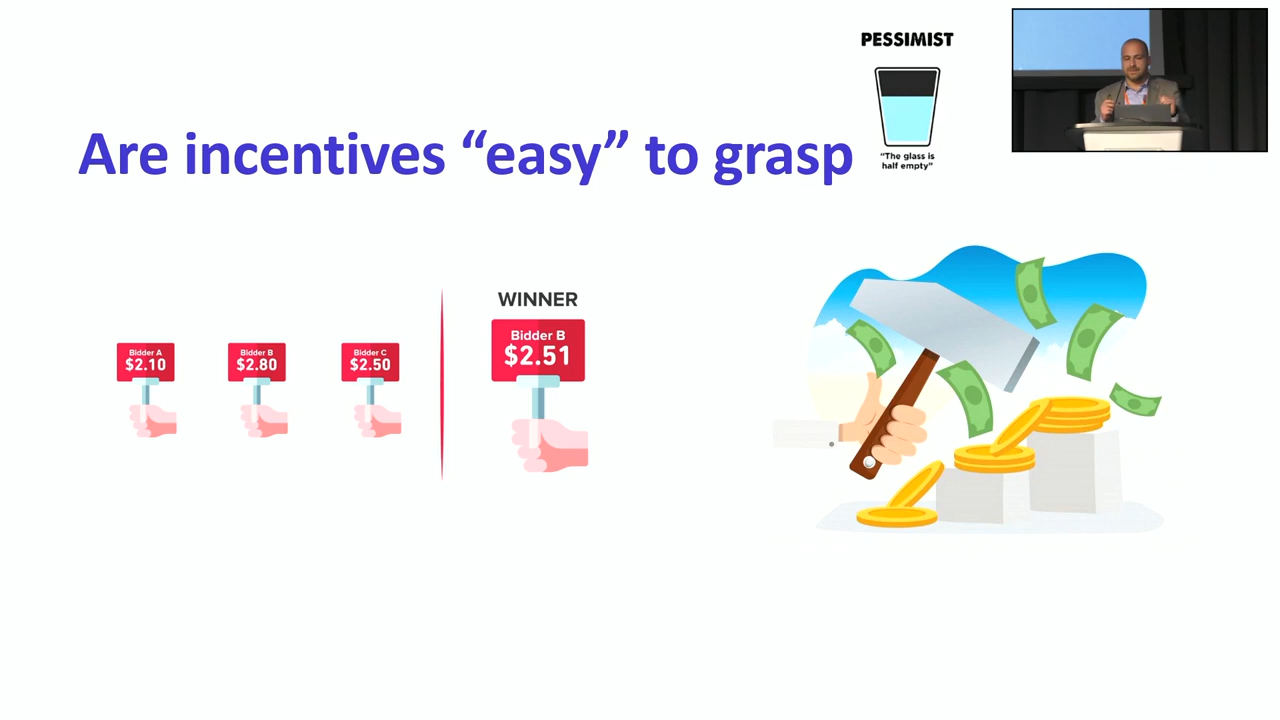 PESSIMIST
"The glass is
half empty"
Are incentives “easy” to grasp
WINNER
Bidder A
$2.10
Bidder B
$2.80
Bidder C
$2.50
Bidder B
$2.51